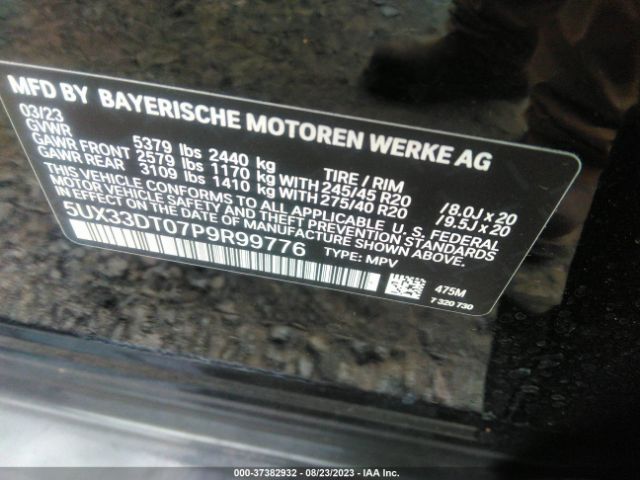 MFD BY BAYERISCHE MOTOREN WERKE AG
03/23
GVWR 5379 lbs 2440 kg TIRE / RIM
GAWR FRONT 2579 lbs 1170 kg WITH 245/45 R20 /8.0J x 20
GAWR REAR 3109 lbs 1410 kg WITH 275/40 R20 /9.5J x 20
THIS VEHICLE CONFORMS TO ALL APPLICABLE U.S. FEDERAL
MOTOR VEHICLE SAFETY, BUMPER, AND THEFT PREVENTION STANDARDS
IN EFFECT ON THE DATE OF MANUFACTURE SHOWN ABOVE.
5UX33DT07P9R99776 TYPE: MPV
475M
7 320 730
000-37382932 - 08/23/2023 - IAA Inc.